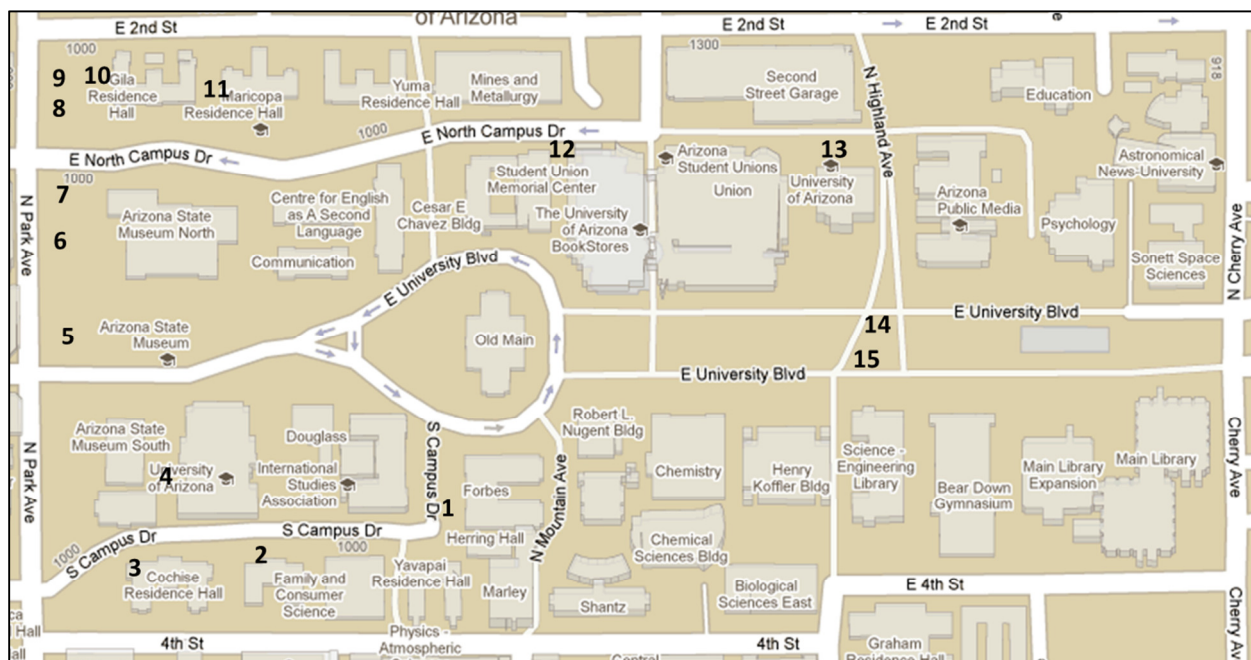 of Arizona
E 2nd St
E 2nd St
E 2nd St
e
1000
1300
918
9
10
Gila
Residence
Hall
8
11
Maricopa
Residence Hall
Yuma
Residence Hall
Mines and
Metallurgy
Second
Street Garage
N Highland Ave
Education
1000
E North Campus Dr
E North Campus Dr
1000
12
13
Arizona
Student Unions
Union
Astronomical
News-University
N Park Ave
7
6
Arizona State
Museum North
Centre for English
as A Second
Language
Communication
Cesar E
Chavez Bldg
Student Union
Memorial Center
The University
of Arizona
BookStores
University
of Arizona
Arizona
Public Media
Psychology
Sonett Space
Sciences
N Cherry Ave
E University Blvd
5
Arizona State
Museum
Old Main
14
E University Blvd
15
E University Blvd
N Park Ave
Arizona State
Museum South
4
University
of Arizona
Douglass
International
Studies
Association
S Campus Dr
1
Forbes
Herring Hall
N Mountain Ave
Robert L.
Nugent Bldg
Chemistry
Henry
Koffler Bldg
Science -
Engineering
Library
Bear Down
Gymnasium
Main Library
Expansion
Main Library
Cherry Ave
S Campus Dr
S Campus Dr
1000
1000
3
Cochise
Residence Hall
2
Family and
Consumer
Science
Yavapai
Residence Hall
Marley
Shantz
Chemical
Sciences Bldg
Biological
Sciences East
E 4th St
Cherry Av
4th St
4th St
Physics -
Atmospheric
Central
Graham
Residence Hall
ca
Hall
all